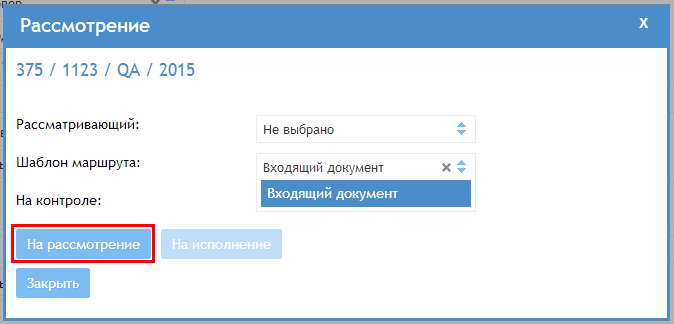 Рассмотрение X
375 / 1123 / QA / 2015
Рассматривающий: Не выбрано
Шаблон маршрута: Входящий документ
Входящий документ
На контроле:
На рассмотрение На исполнение
Закрыть